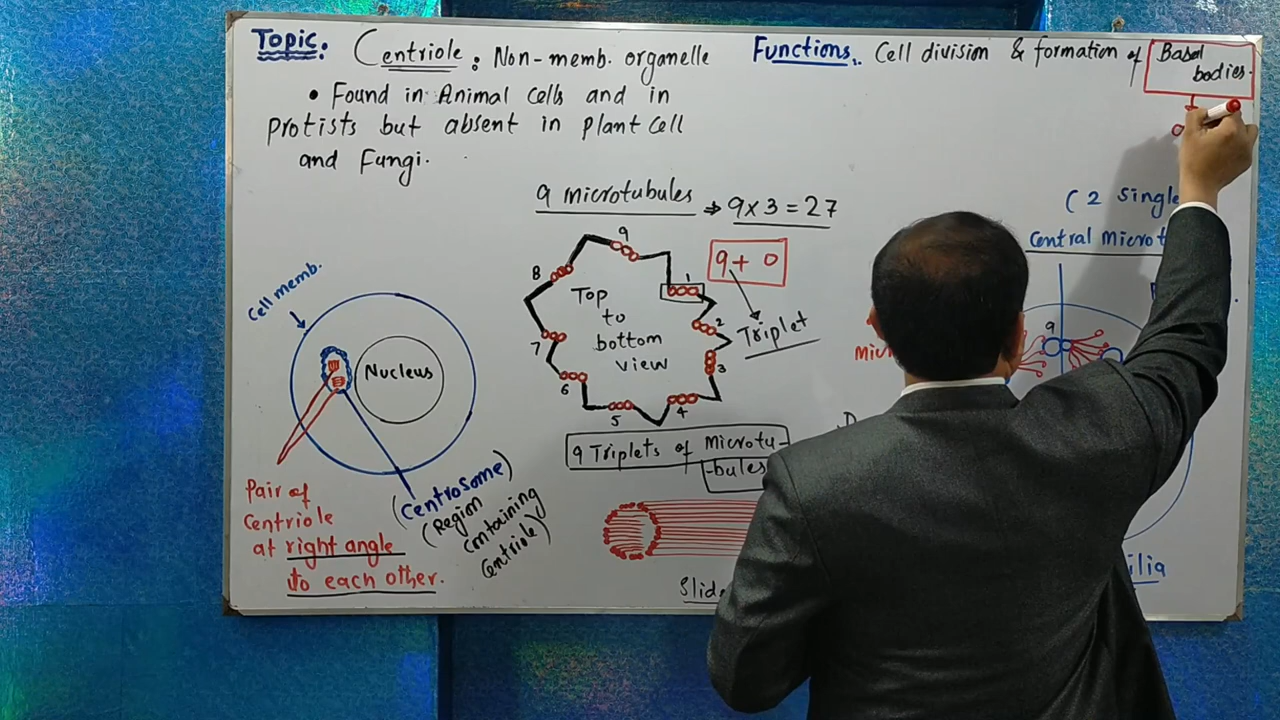 Topic: Centriole: Non-memb. organelle
• Found in Animal cells and in
protists but absent in plant cell
and Fungi.
Functions: Cell division & formation of Basal
bodies.
9 microtubules ⇒ 9x3=27
9+0
Triplet
1
2
3
4
5
6
7
8
9
Top
to
bottom
view
9 Triplets of Microtu-
-bules
Cell memb.
Nucleus
(Centrosome)
(Region
containing
Centriole)
Pair of
Centriole
at right angle
to each other.
(2 Single
Central Microt
9